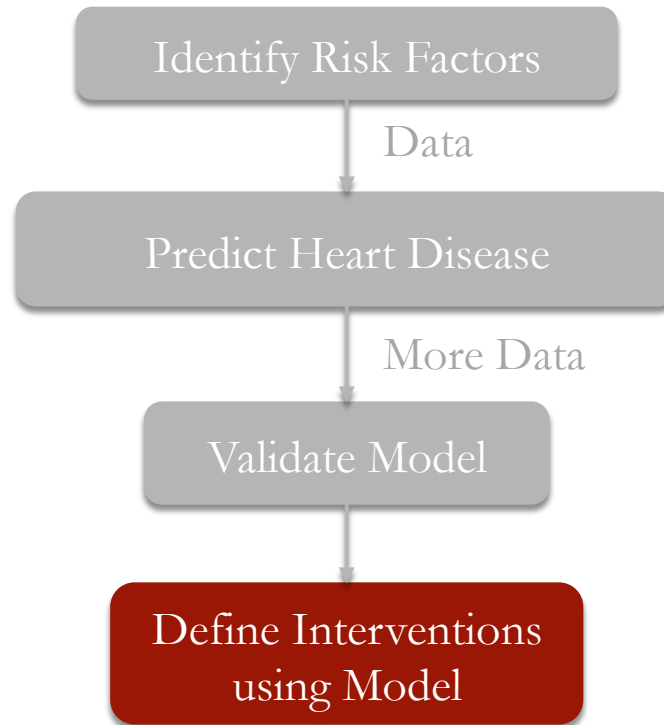 Identify Risk Factors
Data
Predict Heart Disease
More Data
Validate Model
Define Interventions
using Model